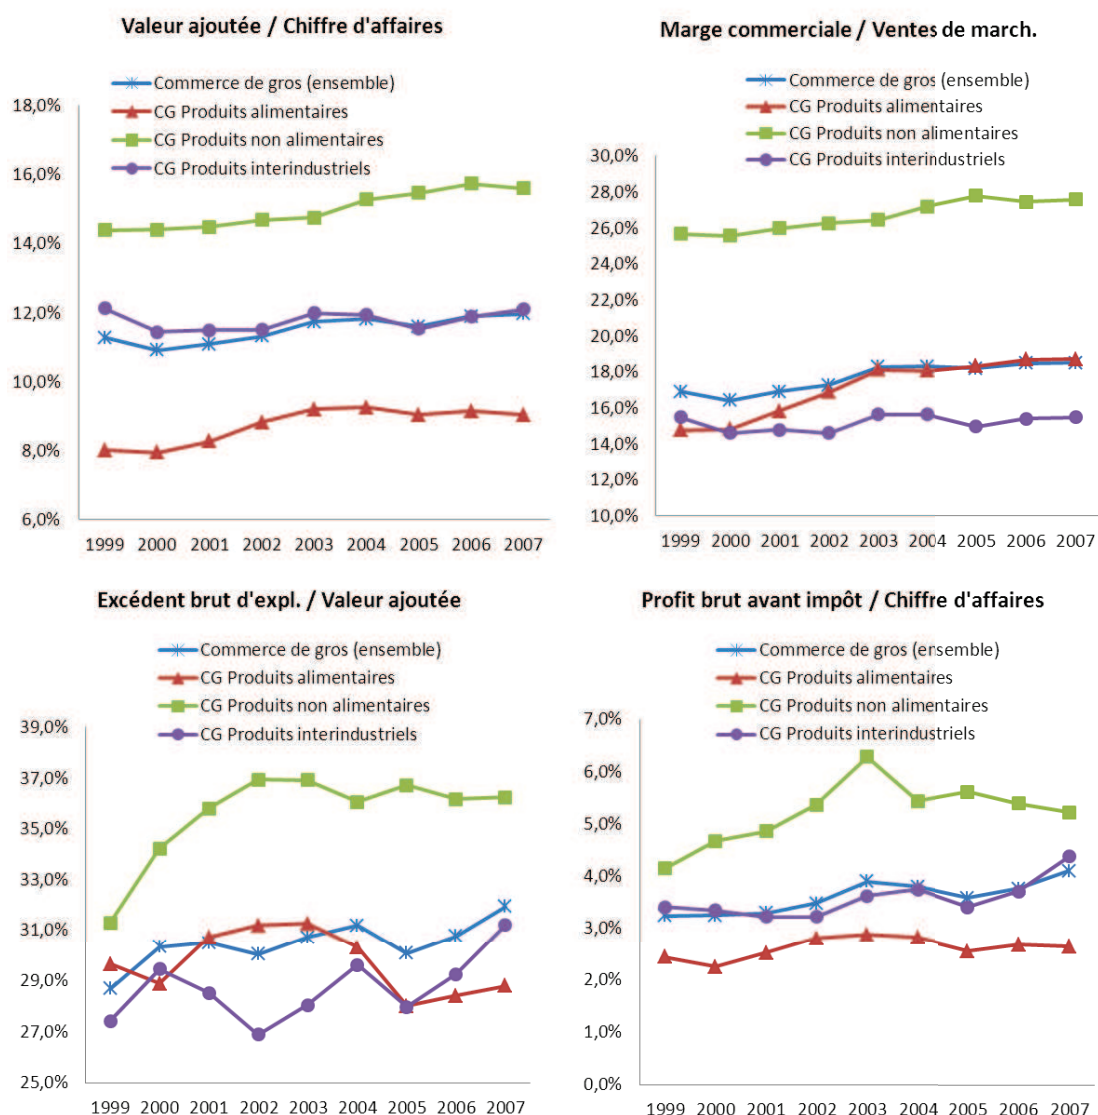 Valeur ajoutée / Chiffre d'affaires
Commerce de gros (ensemble)
CG Produits alimentaires
CG Produits non alimentaires
CG Produits interindustriels
18,0%
16,0%
14,0%
12,0%
10,0%
8,0%
6,0%
1999 2000 2001 2002 2003 2004 2005 2006 2007
Marge commerciale / Ventes de march.
Commerce de gros (ensemble)
CG Produits alimentaires
CG Produits non alimentaires
CG Produits interindustriels
30,0%
28,0%
26,0%
24,0%
22,0%
20,0%
18,0%
16,0%
14,0%
12,0%
10,0%
1999 2000 2001 2002 2003 2004 2005 2006 2007
Excédent brut d'expl. / Valeur ajoutée
Commerce de gros (ensemble)
CG Produits alimentaires
CG Produits non alimentaires
CG Produits interindustriels
39,0%
37,0%
35,0%
33,0%
31,0%
29,0%
27,0%
25,0%
1999 2000 2001 2002 2003 2004 2005 2006 2007
Profit brut avant impôt / Chiffre d'affaires
Commerce de gros (ensemble)
CG Produits alimentaires
CG Produits non alimentaires
CG Produits interindustriels
7,0%
6,0%
5,0%
4,0%
3,0%
2,0%
1,0%
0,0%
1999 2000 2001 2002 2003 2004 2005 2006 2007